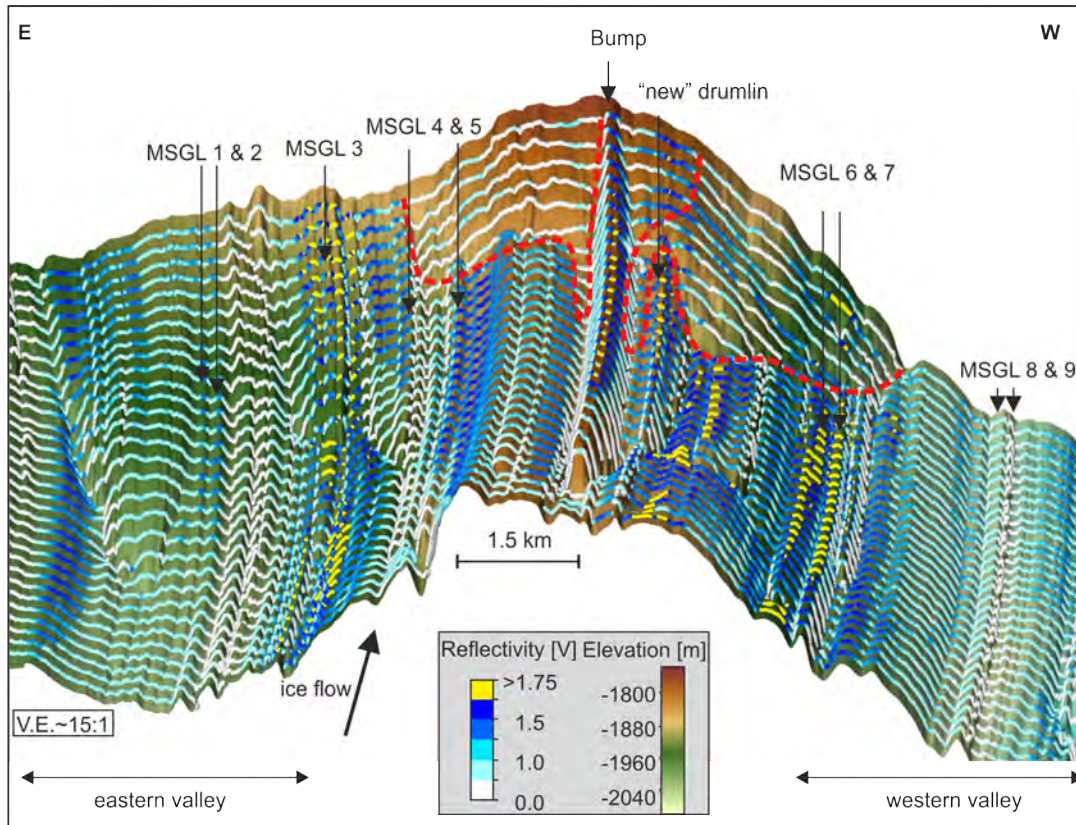 E
W
Bump
"new" drumlin
MSGL 4 & 5
MSGL 1 & 2
MSGL 3
MSGL 6 & 7
MSGL 8 & 9
1.5 km
ice flow
V.E.~15:1
Reflectivity [V] Elevation [m]
>1.75
1.5
1.0
0.0
-1800
-1880
-1960
-2040
eastern valley
western valley